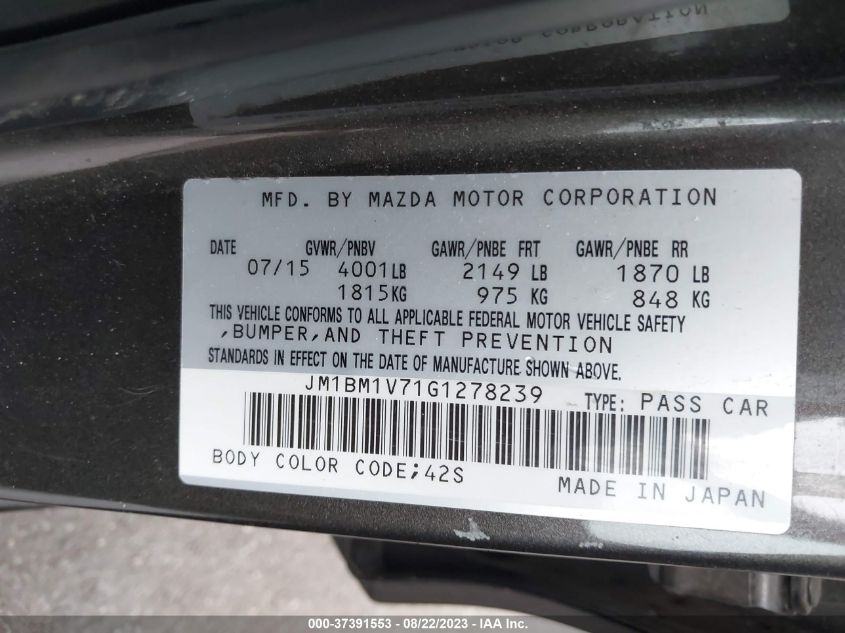 MOTOR CORPORATION
MFD. BY MAZDA MOTOR CORPORATION
DATE GVWR/PNBV GAWR/PNBE FRT GAWR/PNBE RR
07/15 4001LB 2149 LB 1870 LB
1815KG 975 KG 848 KG
THIS VEHICLE CONFORMS TO ALL APPLICABLE FEDERAL MOTOR VEHICLE SAFETY
,BUMPER,AND THEFT PREVENTION
STANDARDS IN EFFECT ON THE DATE OF MANUFACTURE SHOWN ABOVE.
JM1BM1V71G1278239 TYPE: PASS CAR
BODY COLOR CODE;42S
MADE IN JAPAN
000-37391553 - 08/22/2023 - IAA Inc.